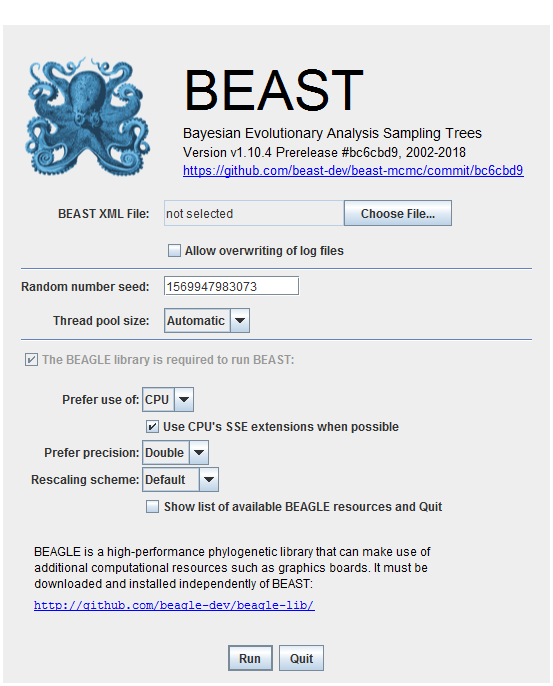 BEAST
Bayesian Evolutionary Analysis Sampling Trees
Version v1.10.4 Prerelease #bc6cbd9, 2002-2018
https://github.com/beast-dev/beast-mcmc/commit/bc6cbd9
BEAST XML File: not selected Choose File...
Allow overwriting of log files
Random number seed: 1569947983073
Thread pool size: Automatic
The BEAGLE library is required to run BEAST:
Prefer use of: CPU
Use CPU's SSE extensions when possible
Prefer precision: Double
Rescaling scheme: Default
Show list of available BEAGLE resources and Quit
BEAGLE is a high-performance phylogenetic library that can make use of
additional computational resources such as graphics boards. It must be
downloaded and installed independently of BEAST:
http://github.com/beagle-dev/beagle-lib/
Run Quit